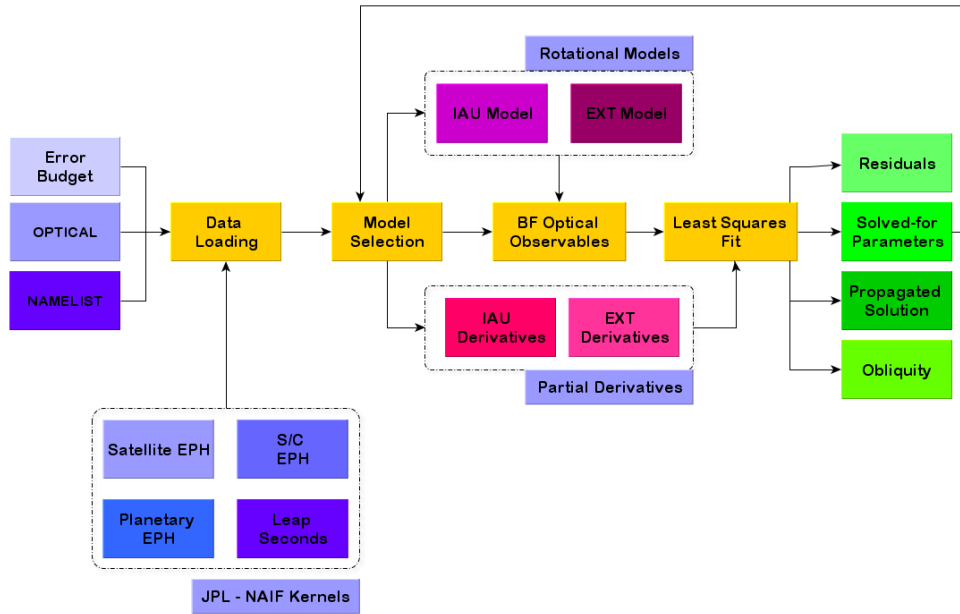 Rotational Models
IAU Model
EXT Model
Error
Budget
OPTICAL
NAMELIST
Data
Loading
Model
Selection
BF Optical
Observables
Least Squares
Fit
Residuals
Solved-for
Parameters
Propagated
Solution
Obliquity
IAU
Derivatives
EXT
Derivatives
Partial Derivatives
Satellite EPH
S/C
EPH
Planetary
EPH
Leap
Seconds
JPL - NAIF Kernels